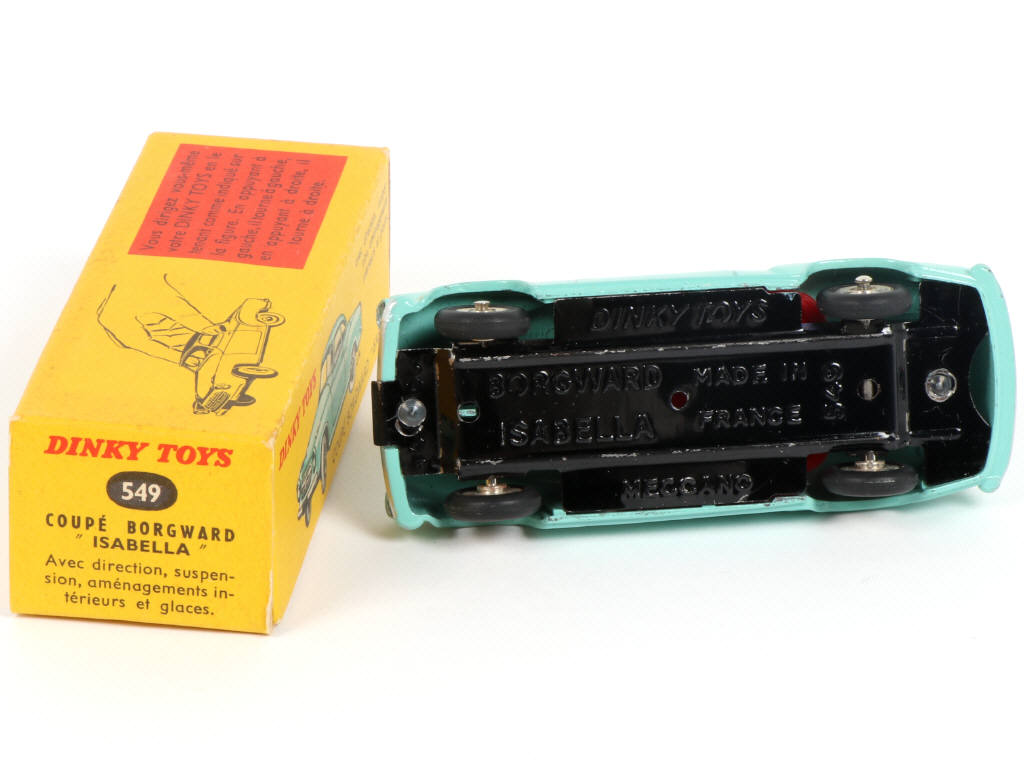 Vous dirigez vous-même
votre DINKY TOYS en le
tenant comme indiqué sur
la figure. En appuyant à
gauche, il tourne à gauche,
en appuyant à droite, il
tourne à droite.
DINKY TOYS
549
COUPÉ BORGWARD
" ISABELLA "
Avec direction, suspen-
sion, aménagements in-
térieurs et glaces.
DINKY TOYS
DINKY TOYS
BORGWARD MADE IN
ISABELLA FRANCE 549
MECCANO